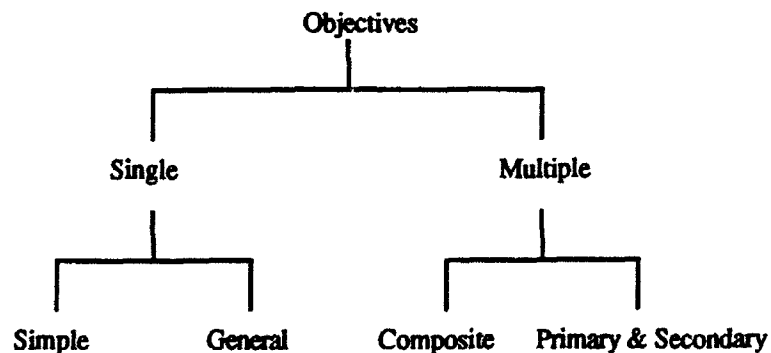 Objectives
Single Multiple
Simple General Composite Primary & Secondary